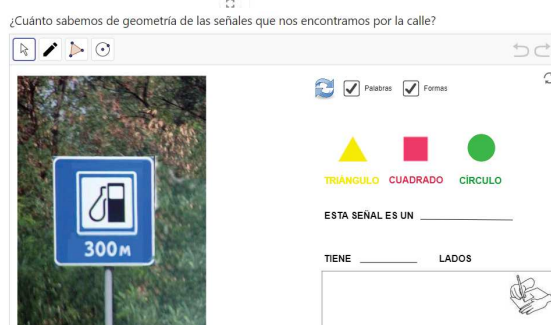 ¿Cuánto sabemos de geometría de las señales que nos encontramos por la calle?
Palabras Formas
TRIÁNGULO CUADRADO CÍRCULO
ESTA SEÑAL ES UN
300M
TIENE LADOS